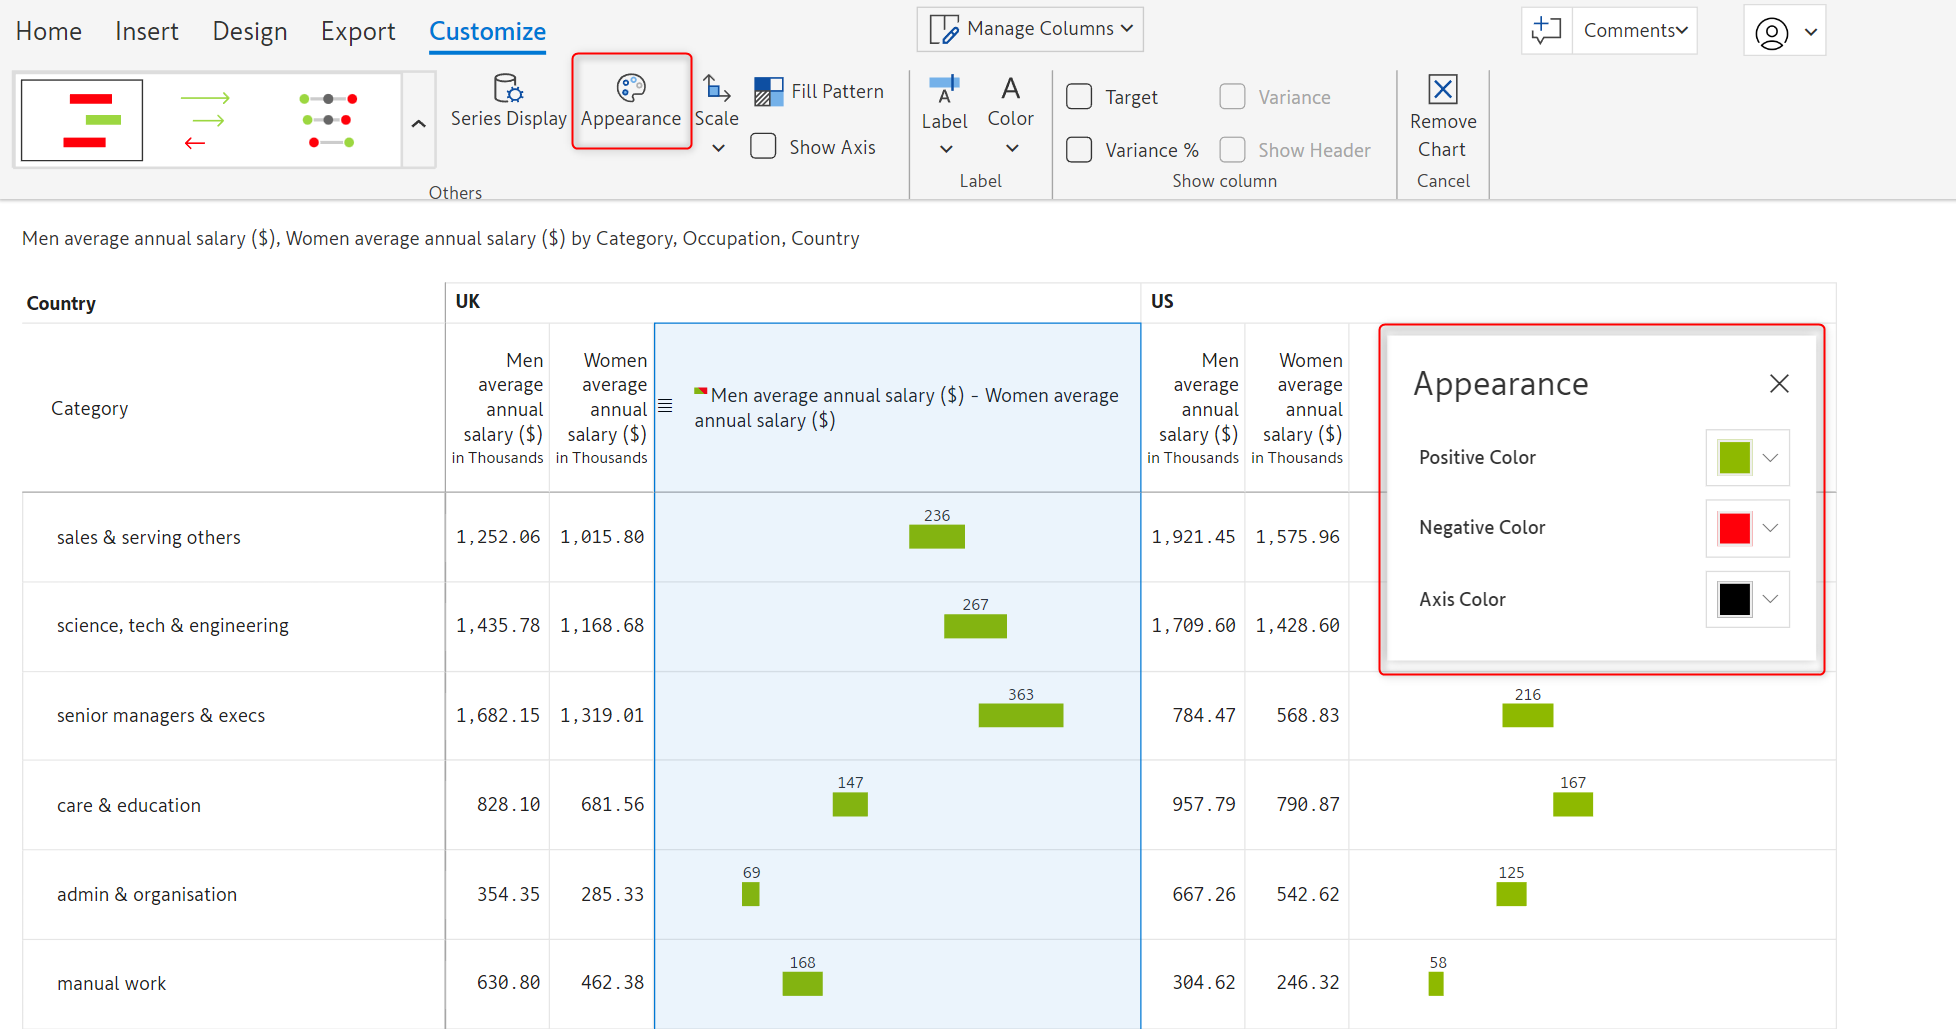 Home Insert Design Export Customize
Manage Columns
Comments
Series Display
Appearance
Scale
Fill Pattern
Show Axis
Others
Label
Color
Label
Target
Variance
Variance %
Show Header
Show column
Remove
Chart
Cancel
Men average annual salary ($), Women average annual salary ($) by Category, Occupation, Country
Country
UK
US
Category
Men
average
annual
salary ($)
in Thousands
Women
average
annual
salary ($)
in Thousands
Men average annual salary ($) - Women average
annual salary ($)
Men
average
annual
salary ($)
in Thousands
Women
average
annual
salary ($)
in Thousands
Appearance
Positive Color
Negative Color
Axis Color
sales & serving others 1,252.06 1,015.80 236 1,921.45 1,575.96
science, tech & engineering 1,435.78 1,168.68 267 1,709.60 1,428.60
senior managers & execs 1,682.15 1,319.01 363 784.47 568.83 216
care & education 828.10 681.56 147 957.79 790.87 167
admin & organisation 354.35 285.33 69 667.26 542.62 125
manual work 630.80 462.38 168 304.62 246.32 58